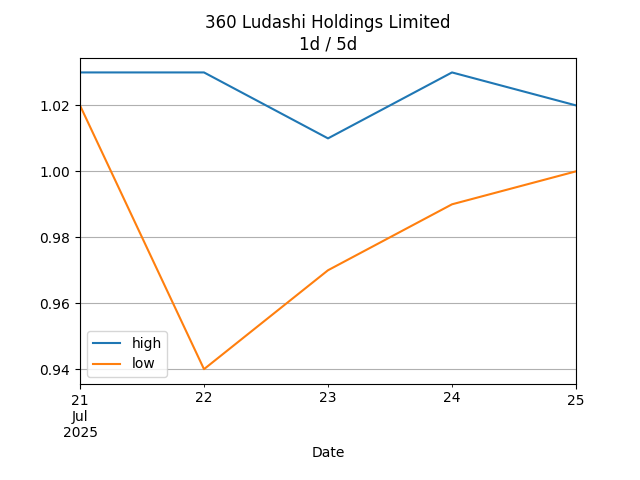 360 Ludashi Holdings Limited
1d / 5d
1.02
1.00
0.98
0.96
0.94
high
low
21 22 23 24 25
Jul
2025
Date